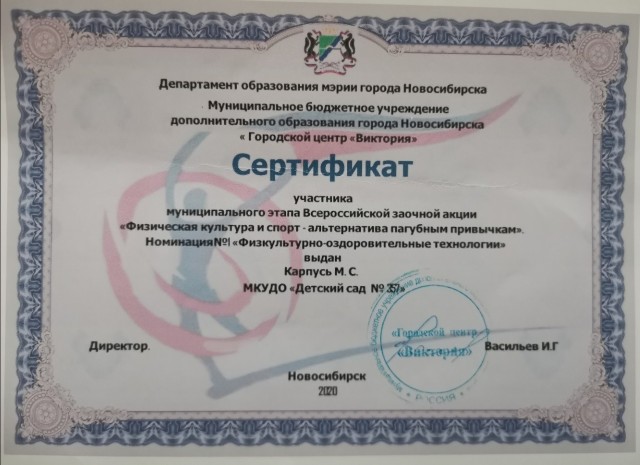 Департамент образования мэрии города Новосибирска
Муниципальное бюджетное учреждение
дополнительного образования города Новосибирска
« Городской центр «Виктория»
Сертификат
участника
муниципального этапа Всероссийской заочной акции
«Физическая культура и спорт - альтернатива пагубным привычкам».
Номинация№1 «Физкультурно-оздоровительные технологии»
выдан
Карпусь М. С.
МКУДО «Детский сад № 357»
«Городской центр
«Виктория»
Директор.
Васильев И.Г
РОССИЯ
Новосибирск
2020